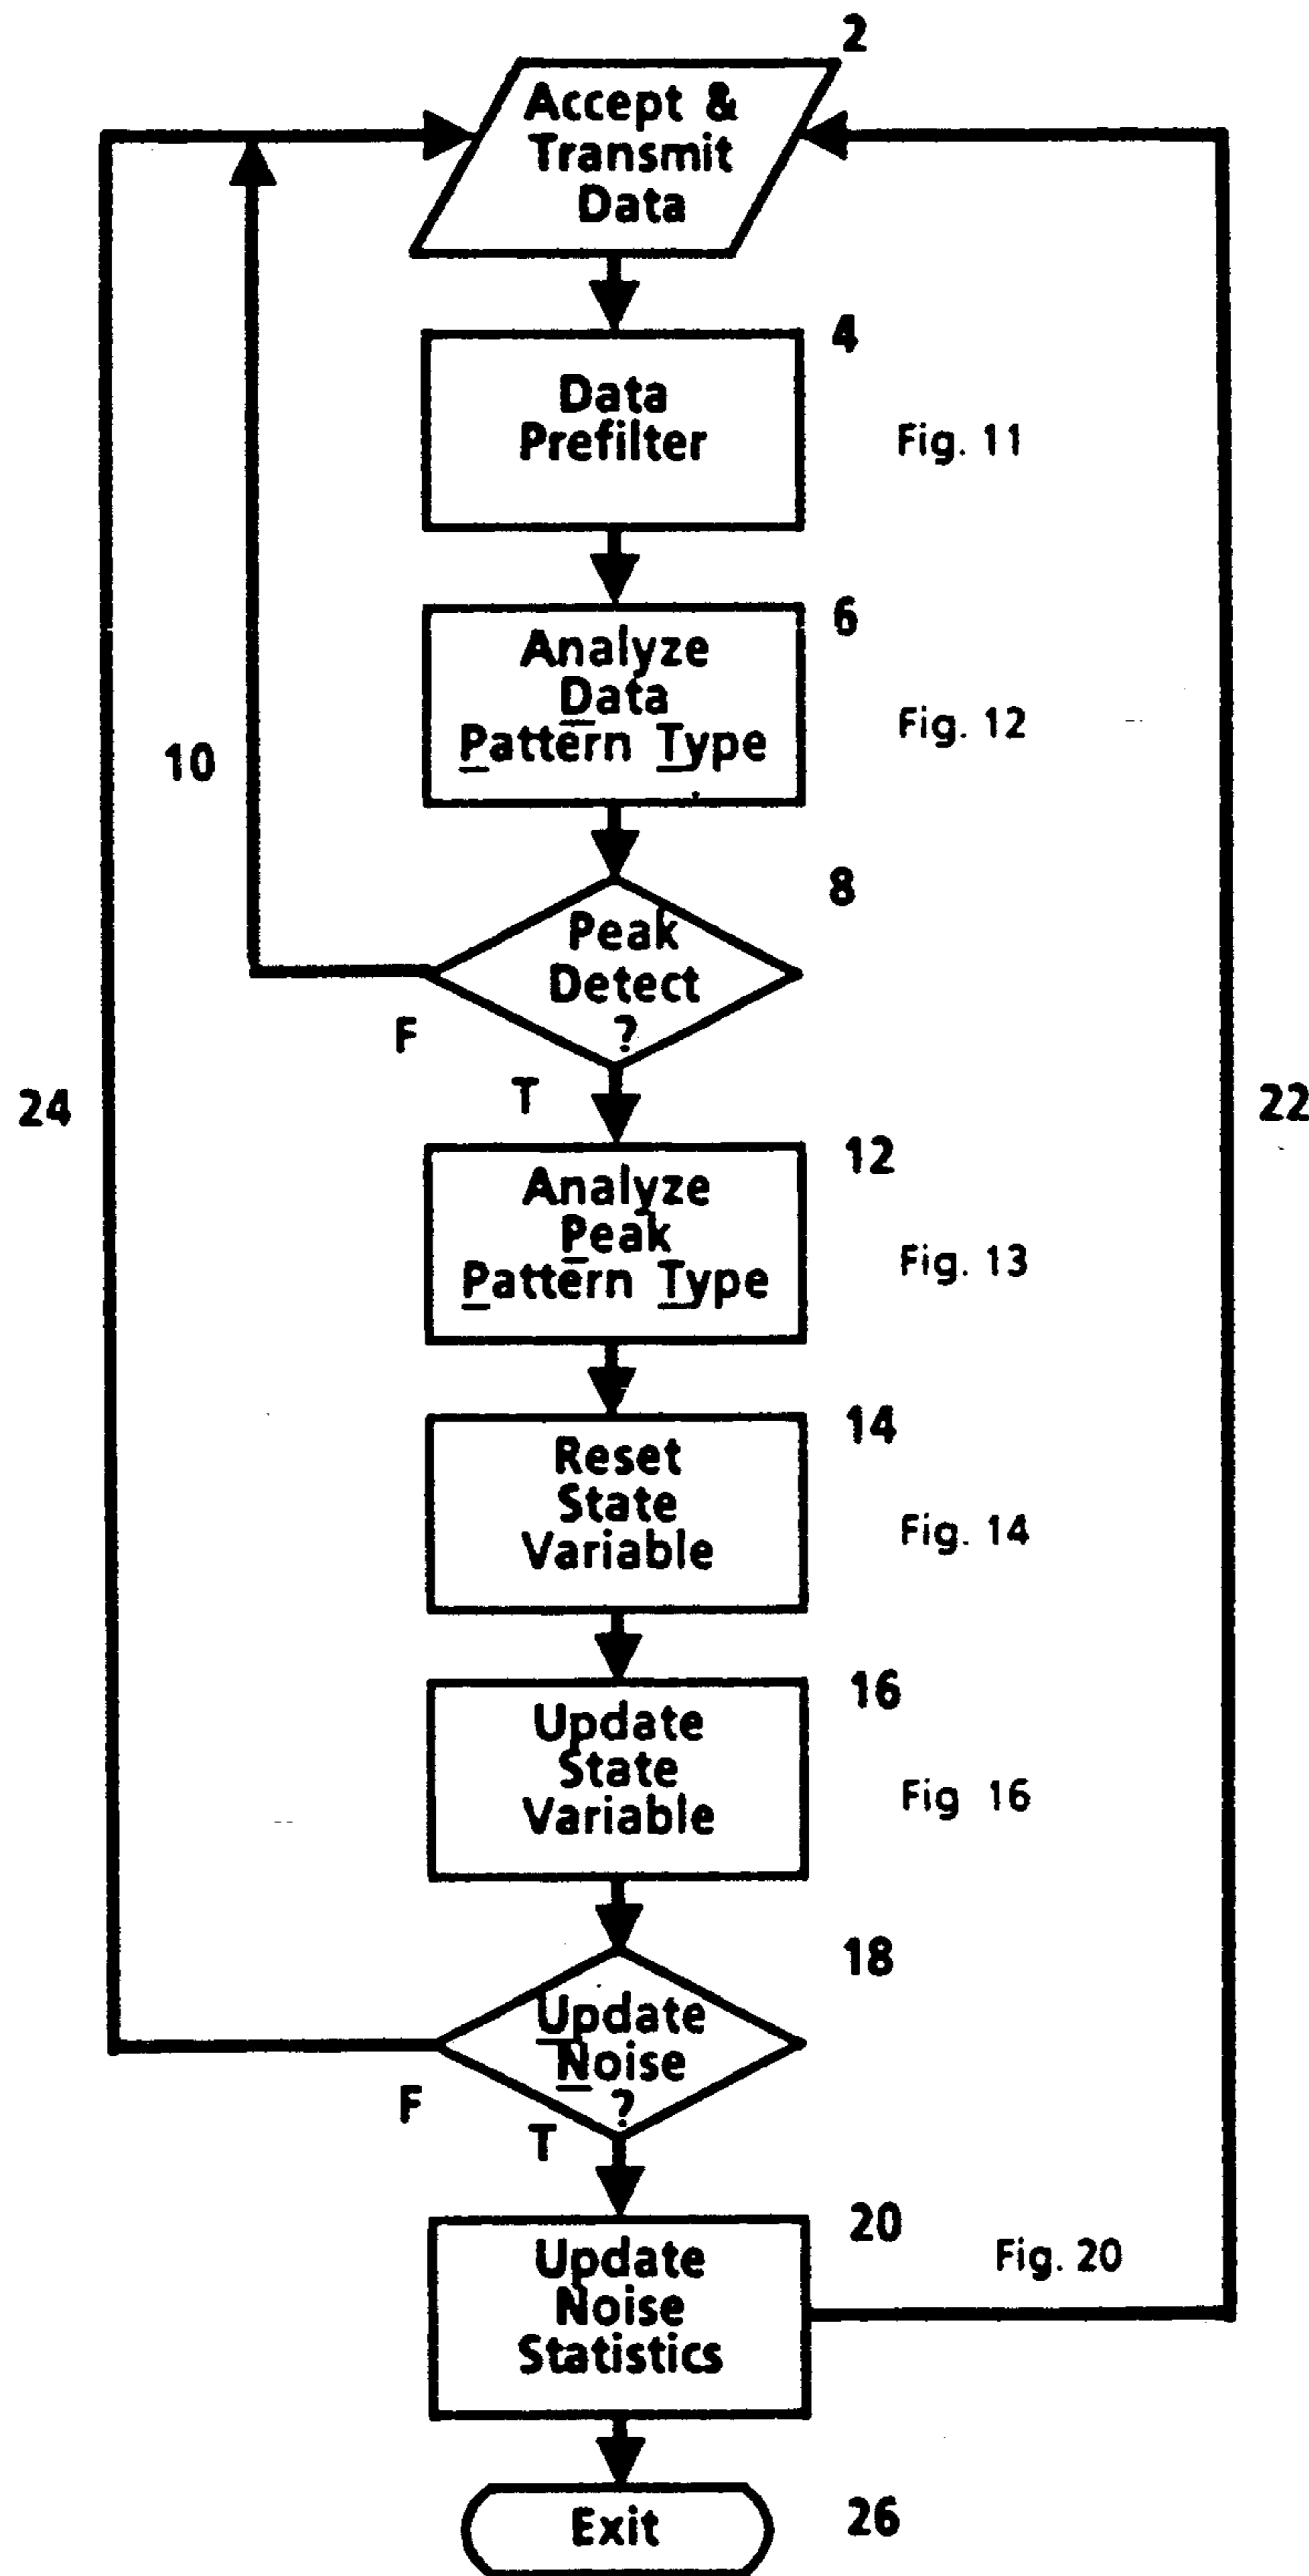 2
Accept &
Transmit
Data
4
Data
Prefilter
Fig. 11
6
Analyze
Data
Pattern Type
Fig. 12
10
8
Peak
Detect
?
F
T
24
22
12
Analyze
Peak
Pattern Type
Fig. 13
14
Reset
State
Variable
Fig. 14
16
Update
State
Variable
Fig 16
18
Update
Noise
?
F
T
20
Update
Noise
Statistics
Fig. 20
Exit
26